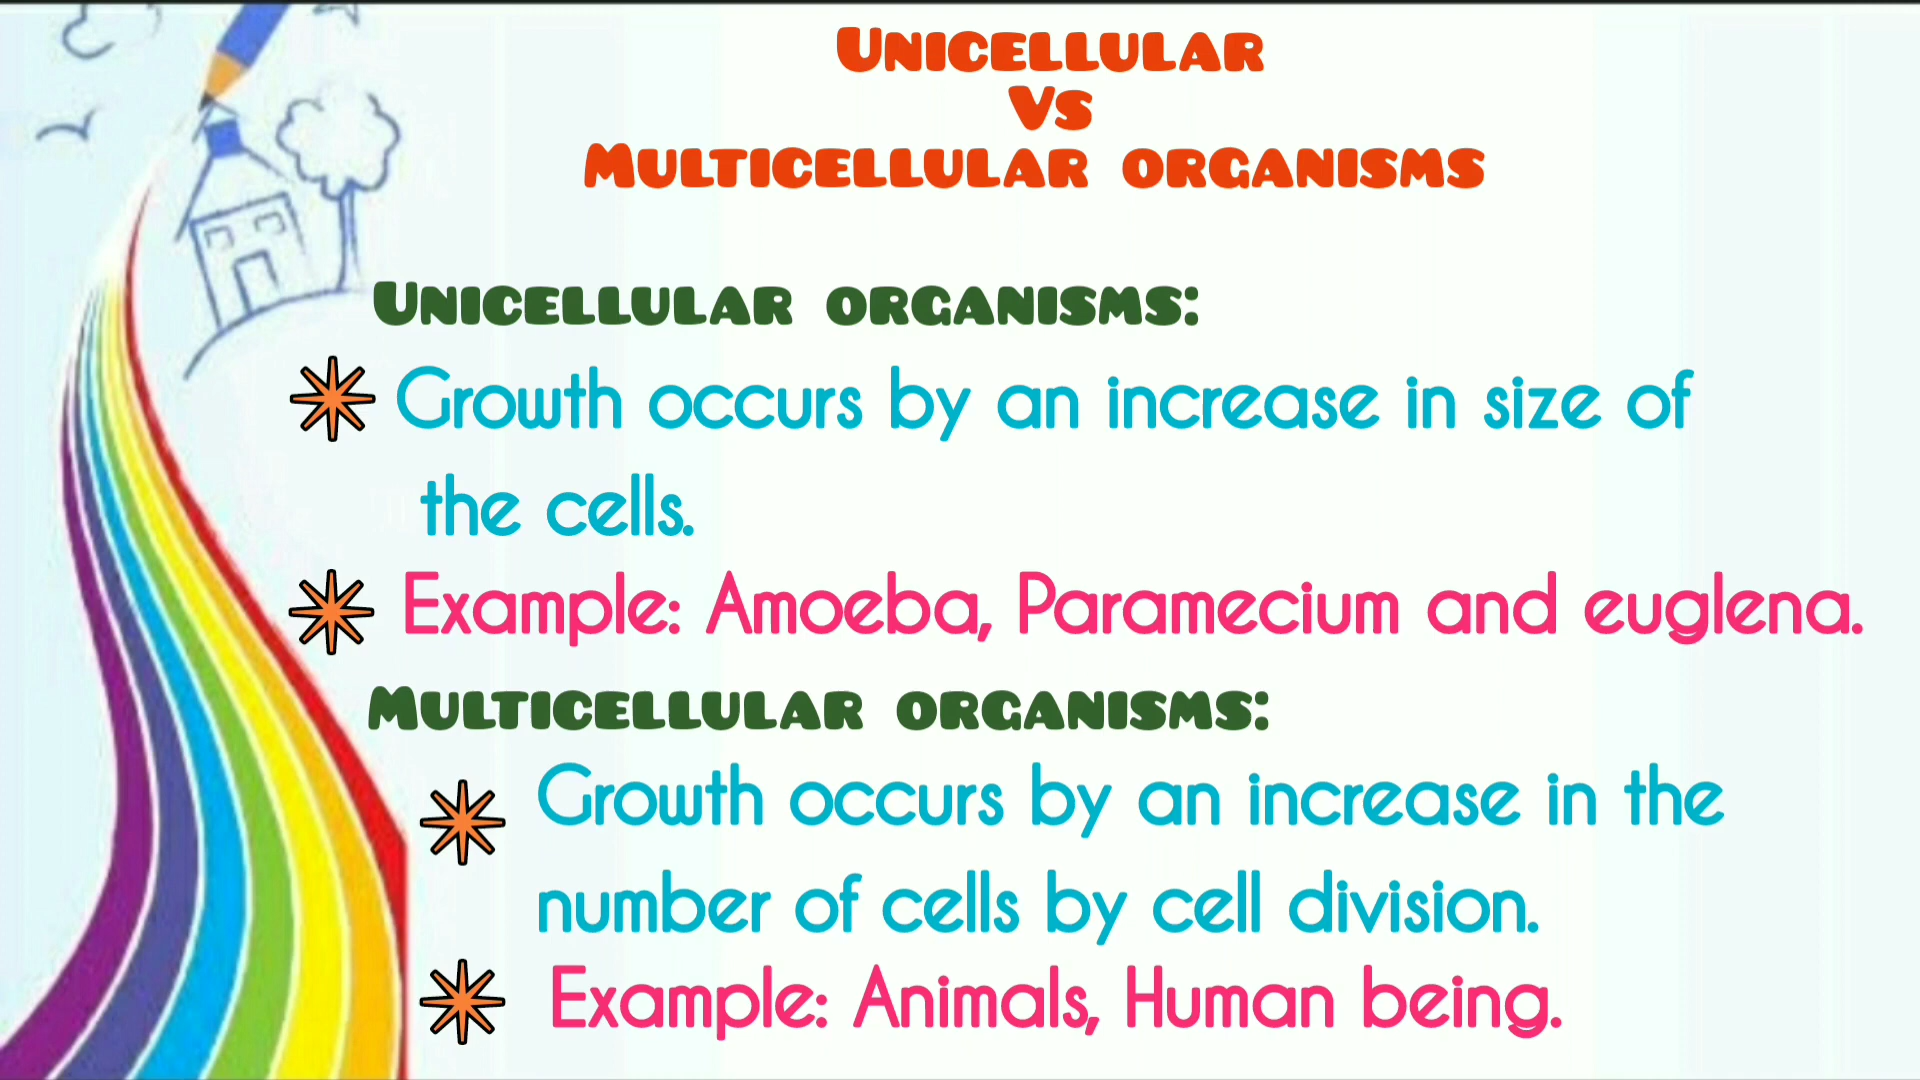 Unicellular
Vs
Multicellular organisms
Unicellular organisms:
Growth occurs by an increase in size of
the cells.
Example: Amoeba, Paramecium and euglena.
Multicellular organisms:
Growth occurs by an increase in the
number of cells by cell division.
Example: Animals, Human being.